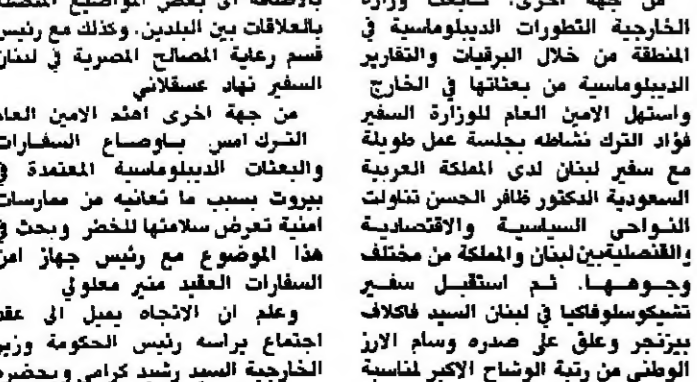 من جهة اخرى، تابعت وزارة
الخارجية التطورات الديبلوماسية في
المنطقة من خلال البرقيات والتقارير
الديبلوماسية من بعثاتها في الخارج
واستهل الامين العام للوزارة السفير
فؤاد الترك نشاطه بجلسة عمل طويلة
مع سفير لبنان لدى المملكة العربية
السعودية الدكتور ظافر الحسن تناولت
النواحي السياسية والاقتصادية
والقنصلية بين لبنان والمملكة من مختلف
وجوهها. ثم استقبل سفير
تشيكوسلوفاكيا في لبنان السيد فاكلاف
بيزنجر وعلق على صدره وسام الارز
الوطني من رتبة الوشاح الاكبر لمناسبة
بالاضافة الى بعض المواضيع المتصلة
بالعلاقات بين البلدين. وكذلك مع رئيس
قسم رعاية المصالح المصرية في لبنان
السفير نهاد عسقلاني
من جهة اخرى اهتم الامين العام
الترك امس باوضاع السفارات
والبعثات الديبلوماسية المعتمدة في
بيروت بسبب ما تعانيه من ممارسات
امنية تعرض سلامتها للخطر وبحث في
هذا الموضوع مع رئيس جهاز امن
السفارات العقيد منير معلولي
وعلم ان الاتجاه يميل الى عقد
اجتماع يراسه رئيس الحكومة وزير
الخارجية السيد رشيد كرامي ويحضره